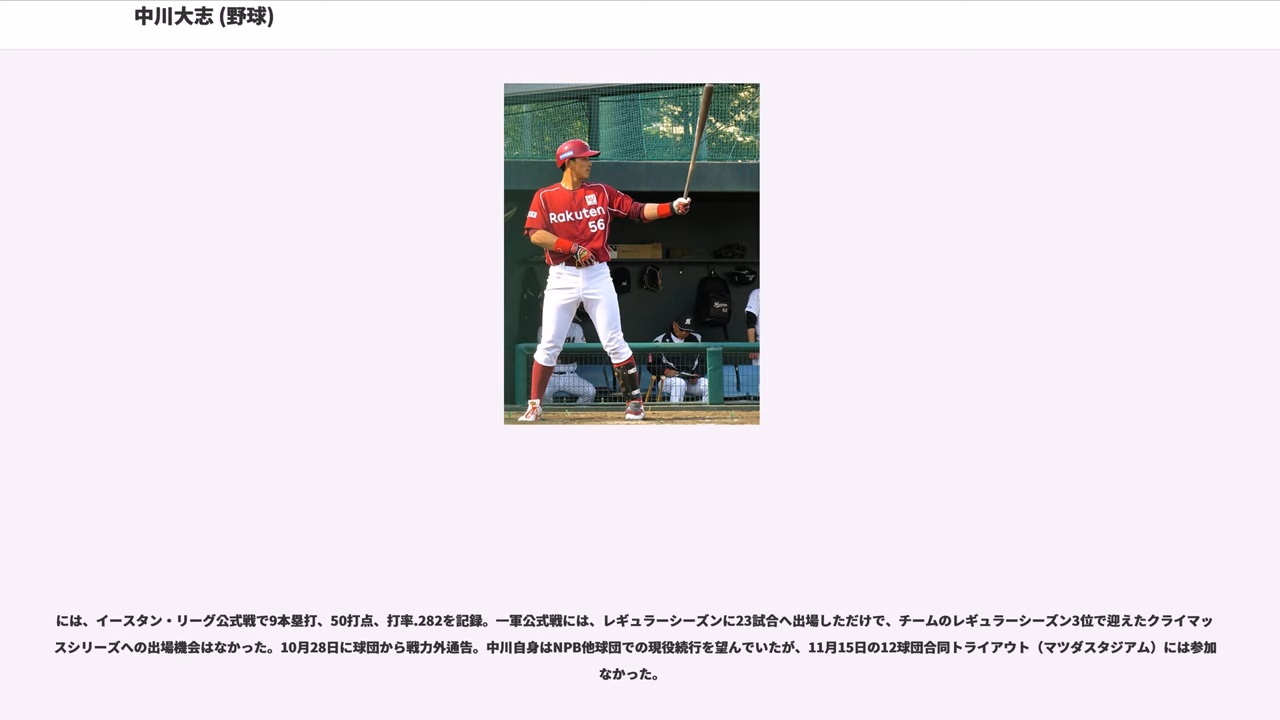 中川大志 (野球)
Rakuten
56
には、イースタン・リーグ公式戦で9本塁打、50打点、打率.282を記録。一軍公式戦には、レギュラーシーズンに23試合へ出場しただけで、チームのレギュラーシーズン3位で迎えたクライマッ
スシリーズへの出場機会はなかった。10月28日に球団から戦力外通告。中川自身はNPB他球団での現役続行を望んでいたが、11月15日の12球団合同トライアウト（マツダスタジアム）には参加
なかった。